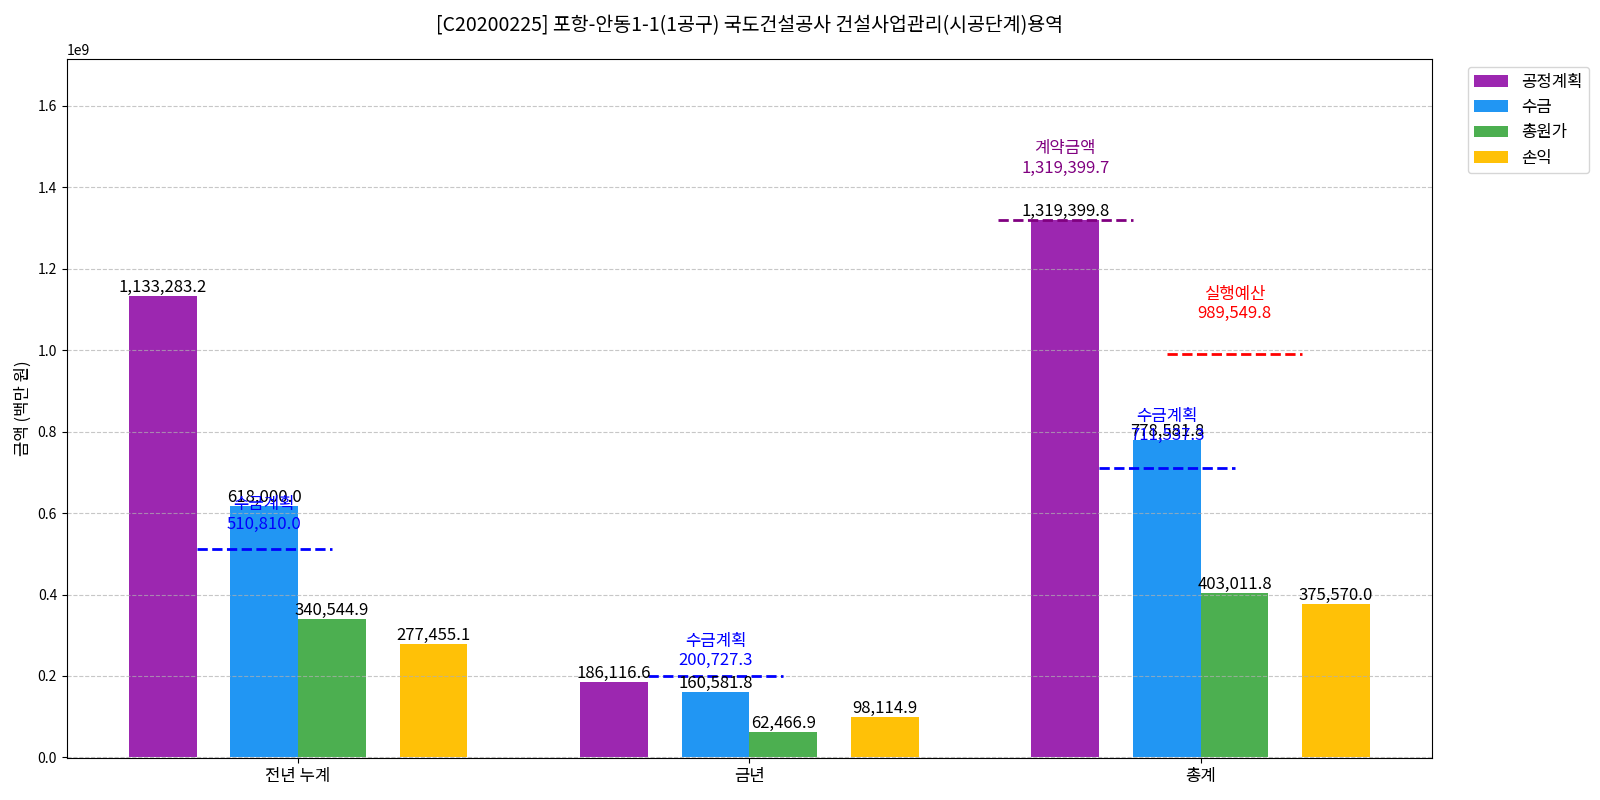 [C20200225] 포항-안동1-1(1공구) 국도건설공사 건설사업관리(시공단계)용역
1e9
금액 (백만 원)
1.6
1.4
1.2
1.0
0.8
0.6
0.4
0.2
0.0
공정계획
수금
총원가
손익
1,133,283.2
618,000.0
수금계획
510,810.0
340,544.9
277,455.1
186,116.6
수금계획
200,727.3
160,581.8
62,466.9
98,114.9
계약금액
1,319,399.7
1,319,399.8
실행예산
989,549.8
수금계획
778,581.8
711,537.3
403,011.8
375,570.0
전년 누계
금년
총계